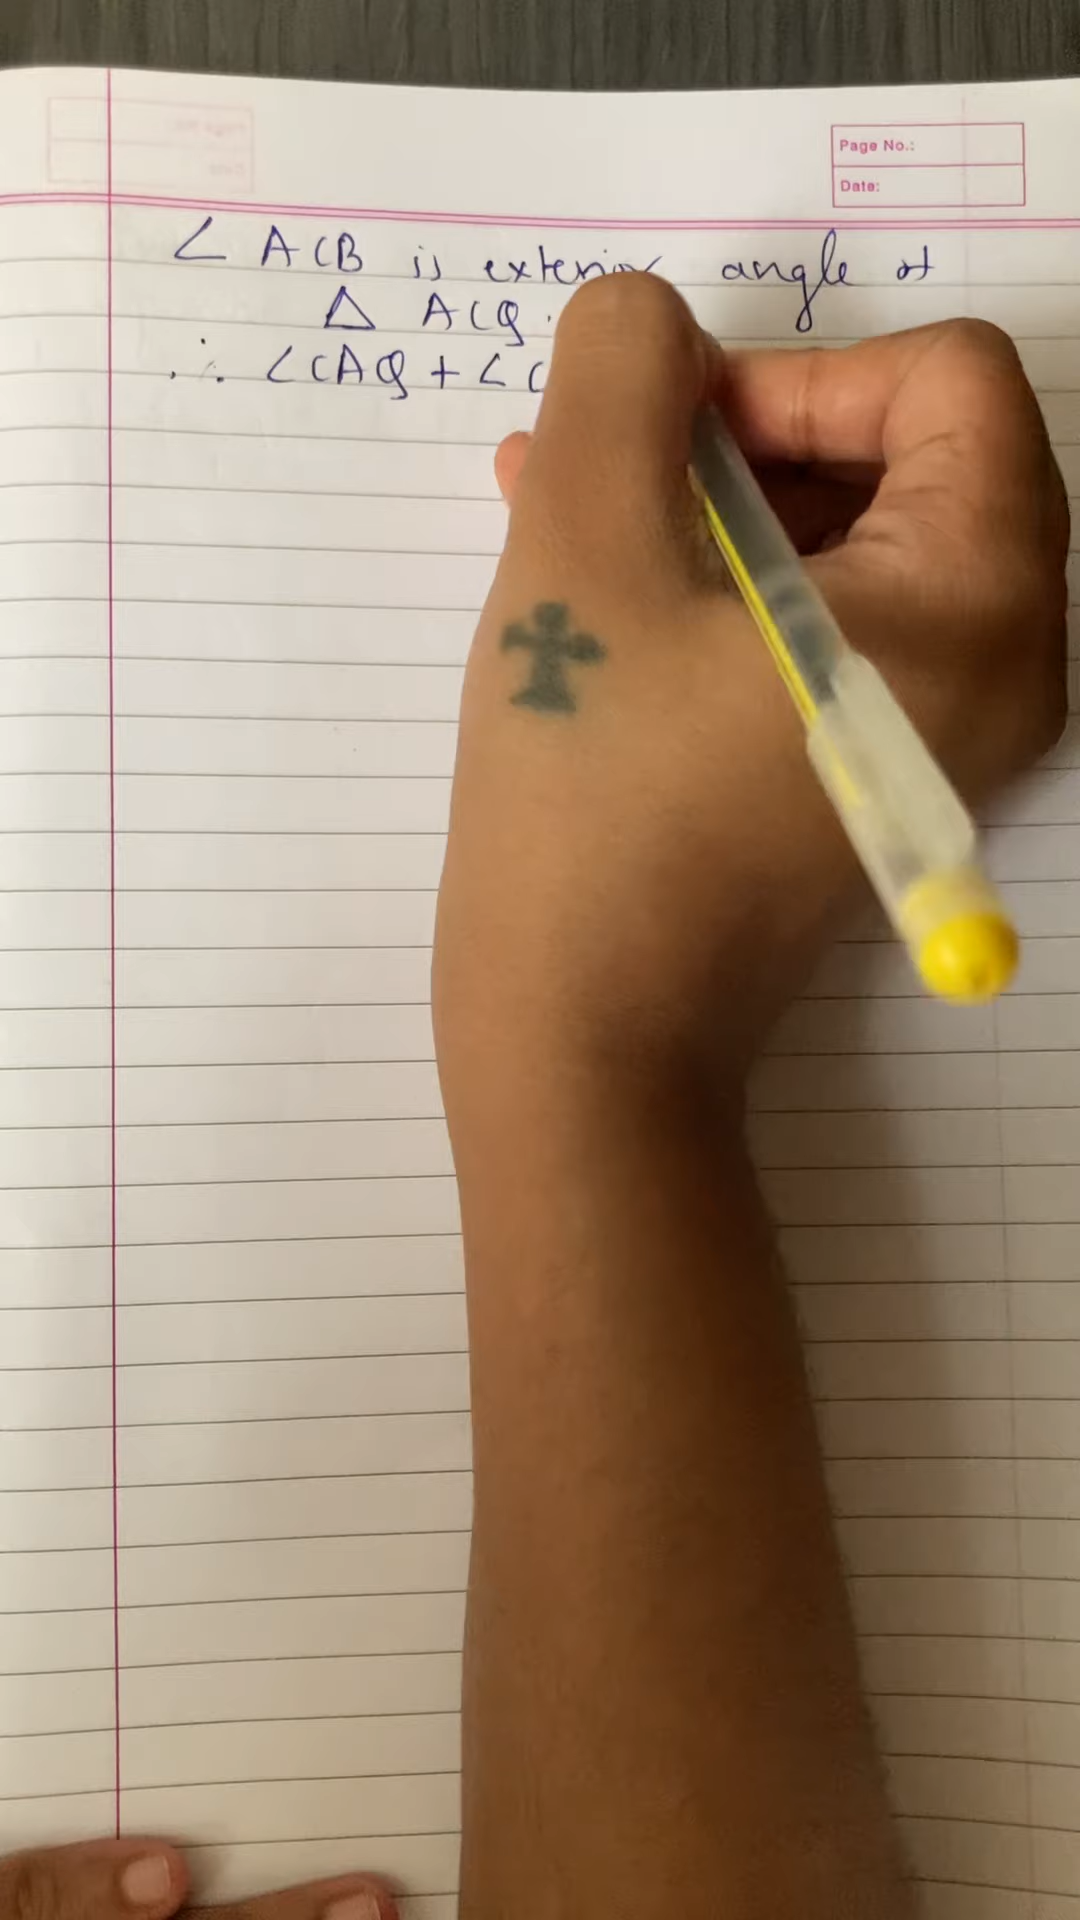 Page No.:
Date:
∠ ACB is exterior angle of
△ ACQ.
∴ ∠CAQ + ∠C